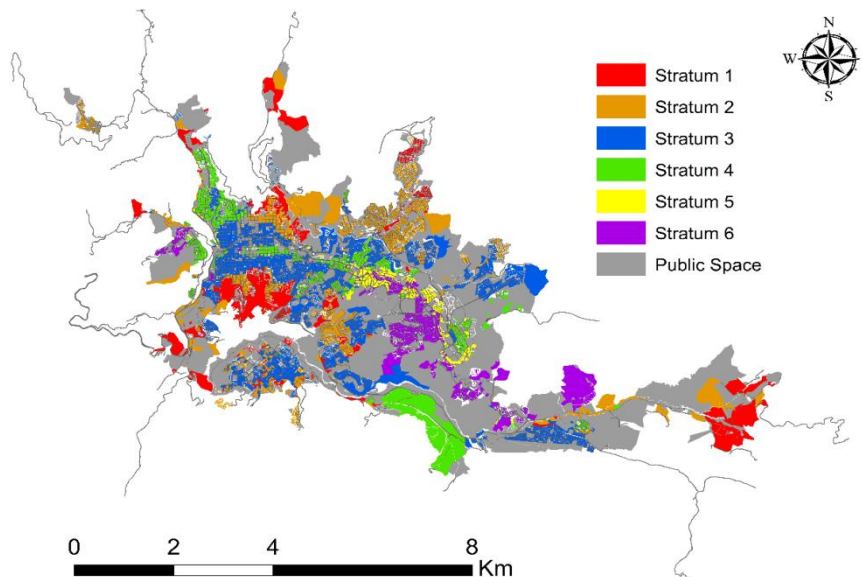 N
W E
S
Stratum 1
Stratum 2
Stratum 3
Stratum 4
Stratum 5
Stratum 6
Public Space
0 2 4 8
Km